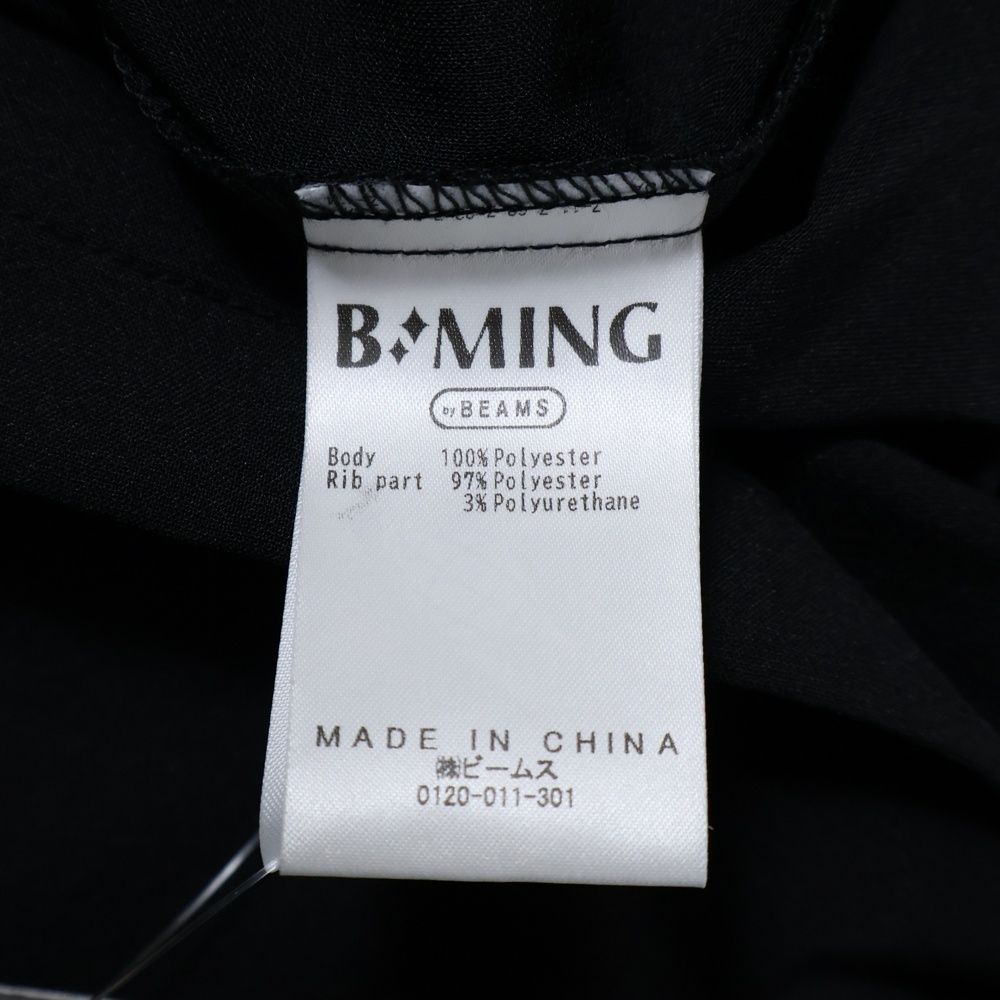 B MING
by BEAMS
Body 100% Polyester
Rib part 97% Polyester
3% Polyurethane
MADE IN CHINA
㈱ビームス
0120-011-301